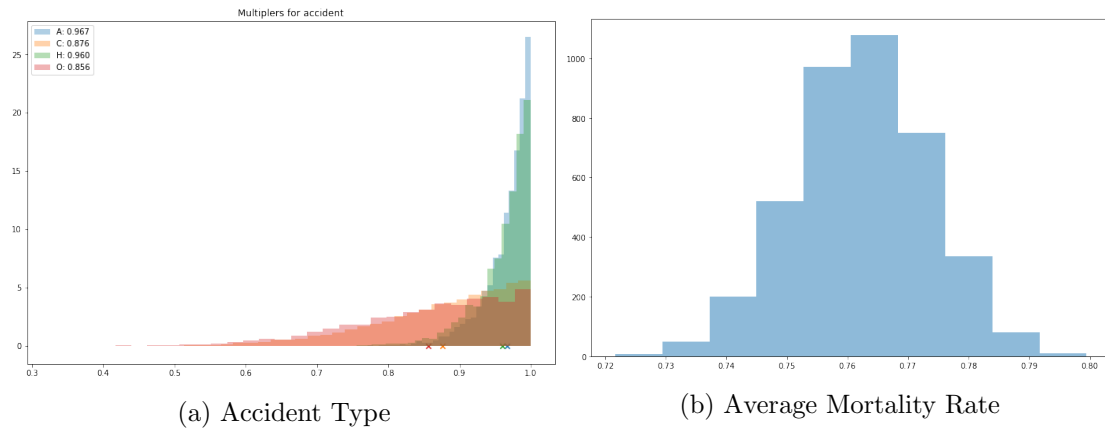 Multiplers for accident
A: 0.967
C: 0.876
H: 0.960
O: 0.856
25
20
15
10
5
0
0.3 0.4 0.5 0.6 0.7 0.8 0.9 1.0
(a) Accident Type
1000
800
600
400
200
0
0.72 0.73 0.74 0.75 0.76 0.77 0.78 0.79 0.80
(b) Average Mortality Rate